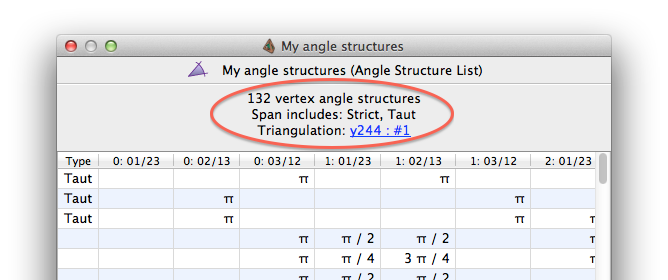 My angle structures
My angle structures (Angle Structure List)
132 vertex angle structures
Span includes: Strict, Taut
Triangulation: y244 : #1
Type 0: 01/23 0: 02/13 0: 03/12 1: 01/23 1: 02/13 1: 03/12 2: 01/23
Taut π π
Taut π π
Taut π π π
π π / 2 π / 2 π
π π / 4 3 π / 4 π
π π / 2 π / 2